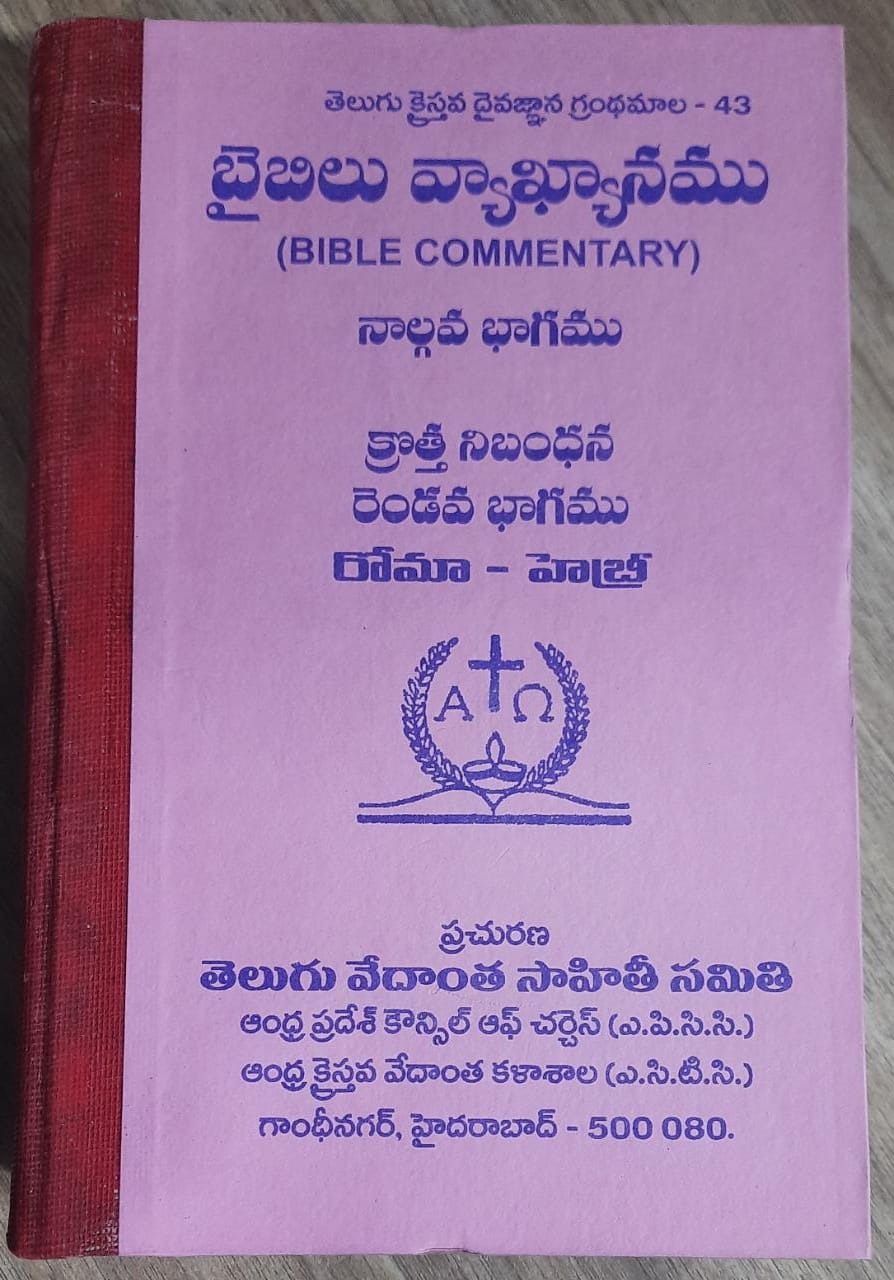 తెలుగు క్రైస్తవ దైవజ్ఞాన గ్రంథమాల - 43
బైబిలు వ్యాఖ్యానము
(BIBLE COMMENTARY)
నాల్గవ భాగము
క్రొత్త నిబంధన
రెండవ భాగము
రోమా - హెబ్రీ
Α Ω
ప్రచురణ
తెలుగు వేదాంత సాహితీ సమితి
ఆంధ్ర ప్రదేశ్ కౌన్సిల్ ఆఫ్ చర్చెస్ (ఎ.పి.సి.సి.)
ఆంధ్ర క్రైస్తవ వేదాంత కళాశాల (ఎ.సి.టి.సి.)
గాంధీనగర్, హైదరాబాద్ - 500 080.